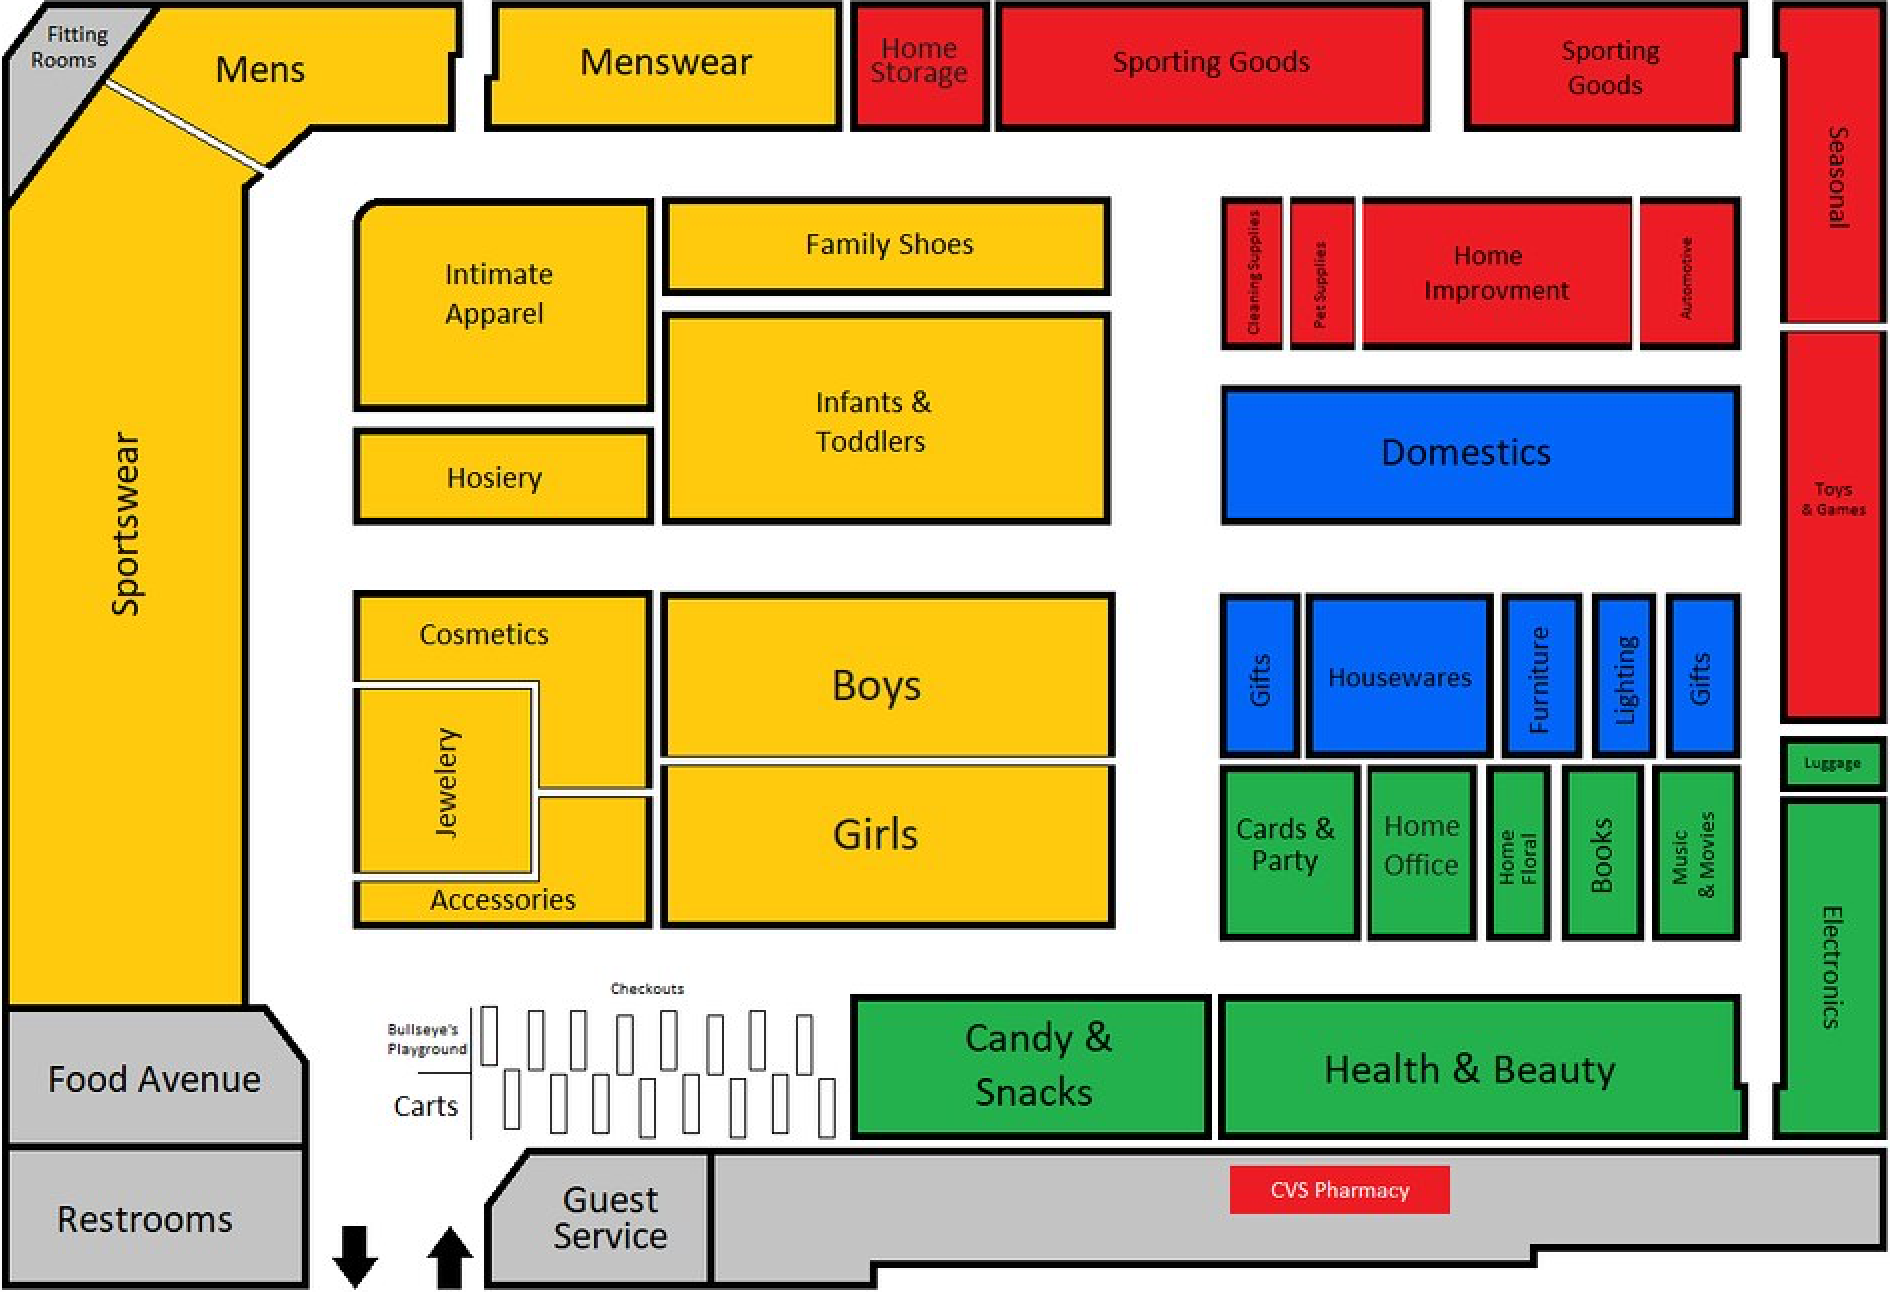 Fitting
Rooms
Mens
Menswear
Home
Storage
Sporting Goods
Sporting
Goods
Seasonal
Sportswear
Intimate
Apparel
Family Shoes
Infants &
Toddlers
Hosiery
Cleaning Supplies
Pet Supplies
Home
Improvment
Automotive
Domestics
Toys
& Games
Cosmetics
Jewelery
Accessories
Boys
Girls
Gifts
Housewares
Furniture
Lighting
Gifts
Luggage
Cards &
Party
Home
Office
Home
Floral
Books
Music
& Movies
Electronics
Checkouts
Bullseye's
Playground
Carts
Candy &
Snacks
Health & Beauty
Food Avenue
Restrooms
Guest
Service
CVS Pharmacy